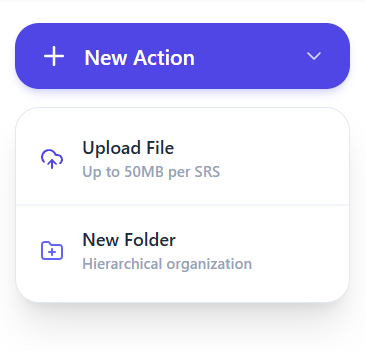 New Action
Upload File
Up to 50MB per SRS
New Folder
Hierarchical organization